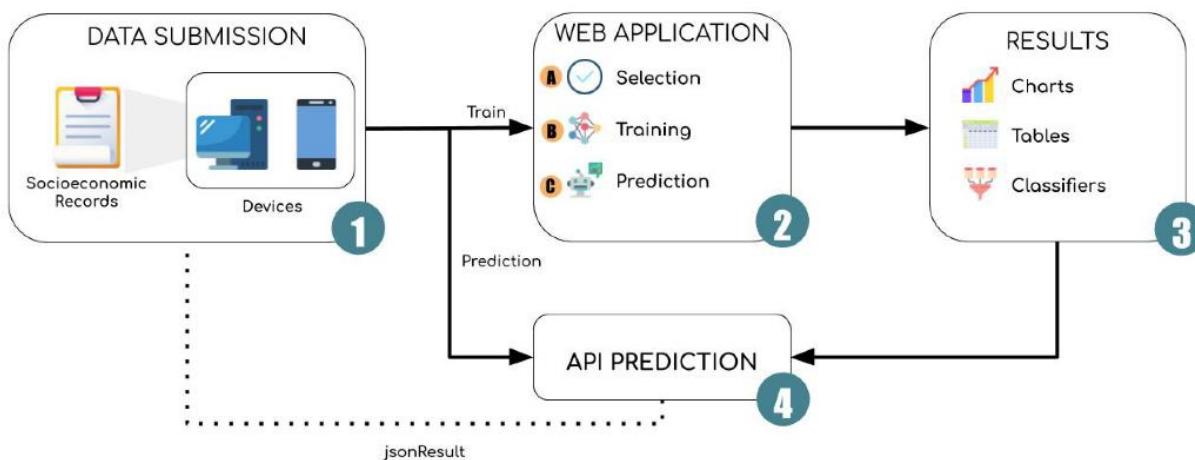 DATA SUBMISSION
Socioeconomic
Records
Devices
1
Train
Prediction
WEB APPLICATION
A Selection
B Training
C Prediction
2
RESULTS
Charts
Tables
Classifiers
3
API PREDICTION
4
jsonResult